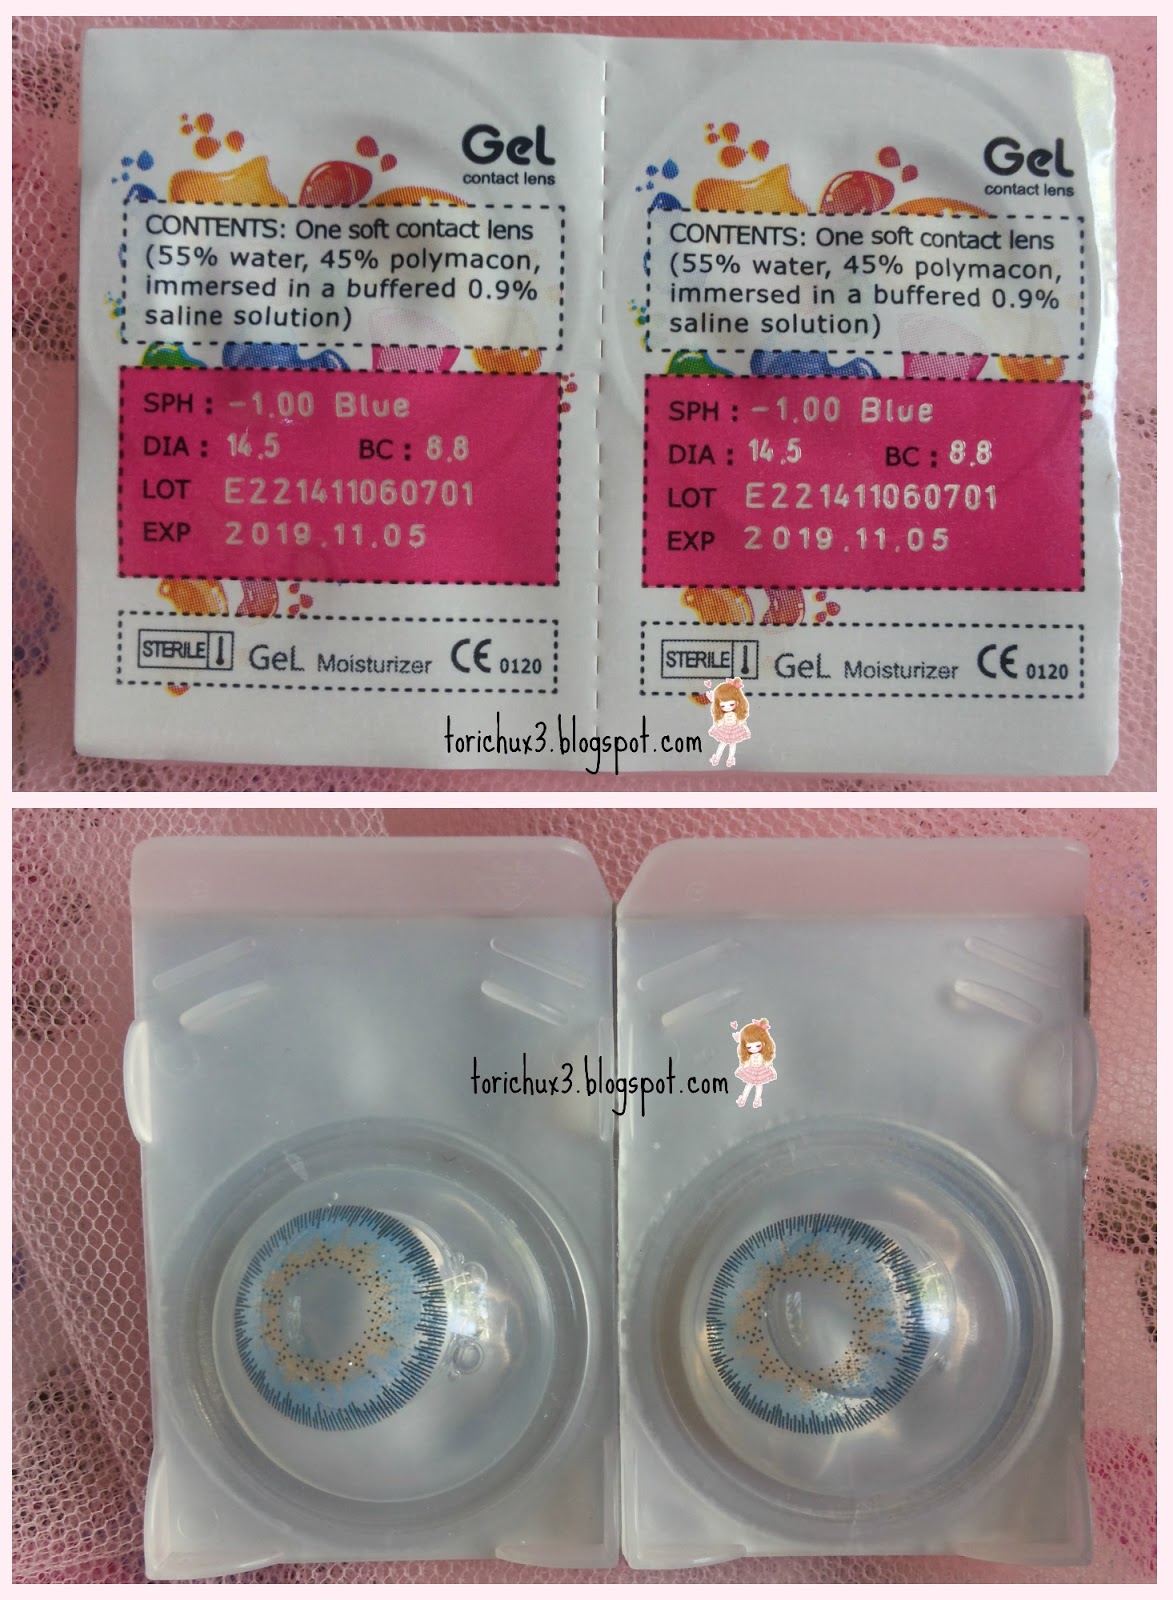 GeL
contact lens
CONTENTS: One soft contact lens
(55% water, 45% polymacon,
immersed in a buffered 0.9%
saline solution)
SPH : -1.00 Blue
DIA : 14.5 BC : 8.8
LOT E221411060701
EXP 2019.11.05
STERILE GeL Moisturizer CE 0120
GeL
contact lens
CONTENTS: One soft contact lens
(55% water, 45% polymacon,
immersed in a buffered 0.9%
saline solution)
SPH : -1.00 Blue
DIA : 14.5 BC : 8.8
LOT E221411060701
EXP 2019.11.05
STERILE GeL Moisturizer CE 0120
torichux3.blogspot.com
torichux3.blogspot.com